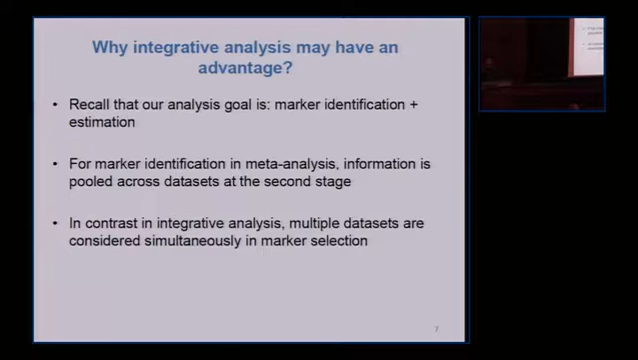 Why integrative analysis may have an
advantage?
• Recall that our analysis goal is: marker identification +
estimation
• For marker identification in meta-analysis, information is
pooled across datasets at the second stage
• In contrast in integrative analysis, multiple datasets are
considered simultaneously in marker selection
7